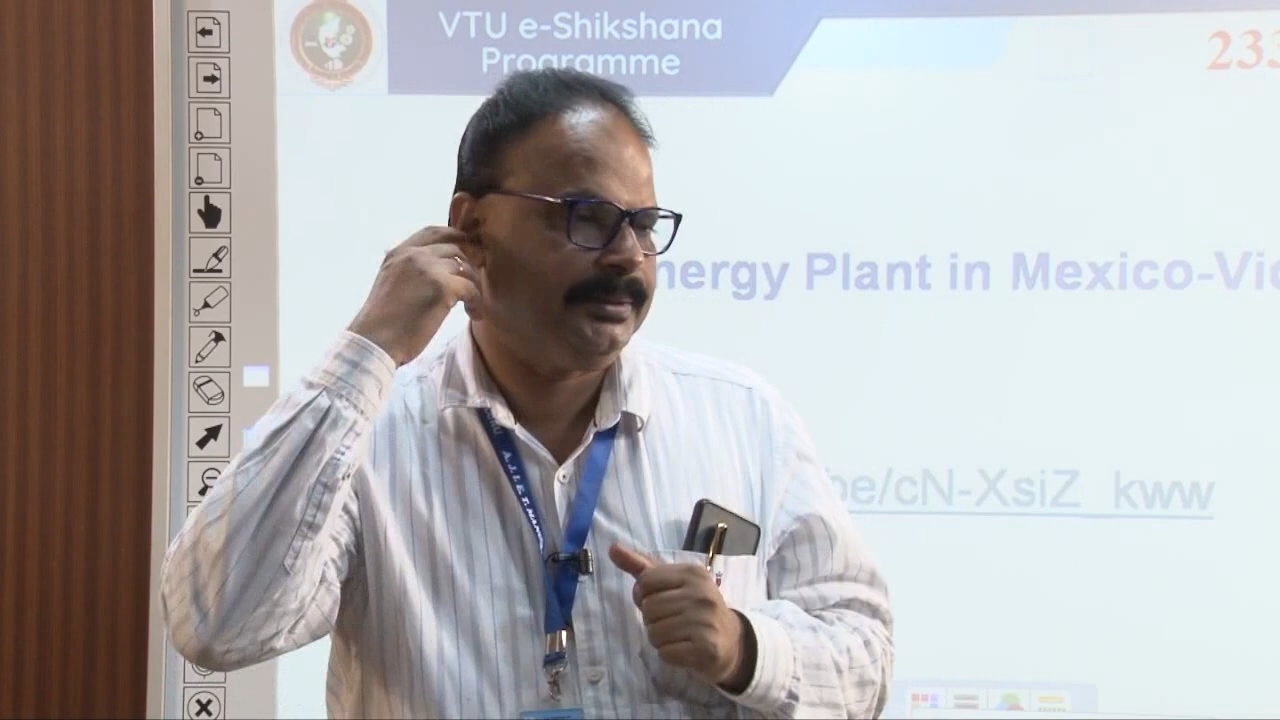 VTU e-Shikshana
Programme
233
nergy Plant in Mexico-Vi
be/cN-XsiZ_kww
A. J. I. E. T.